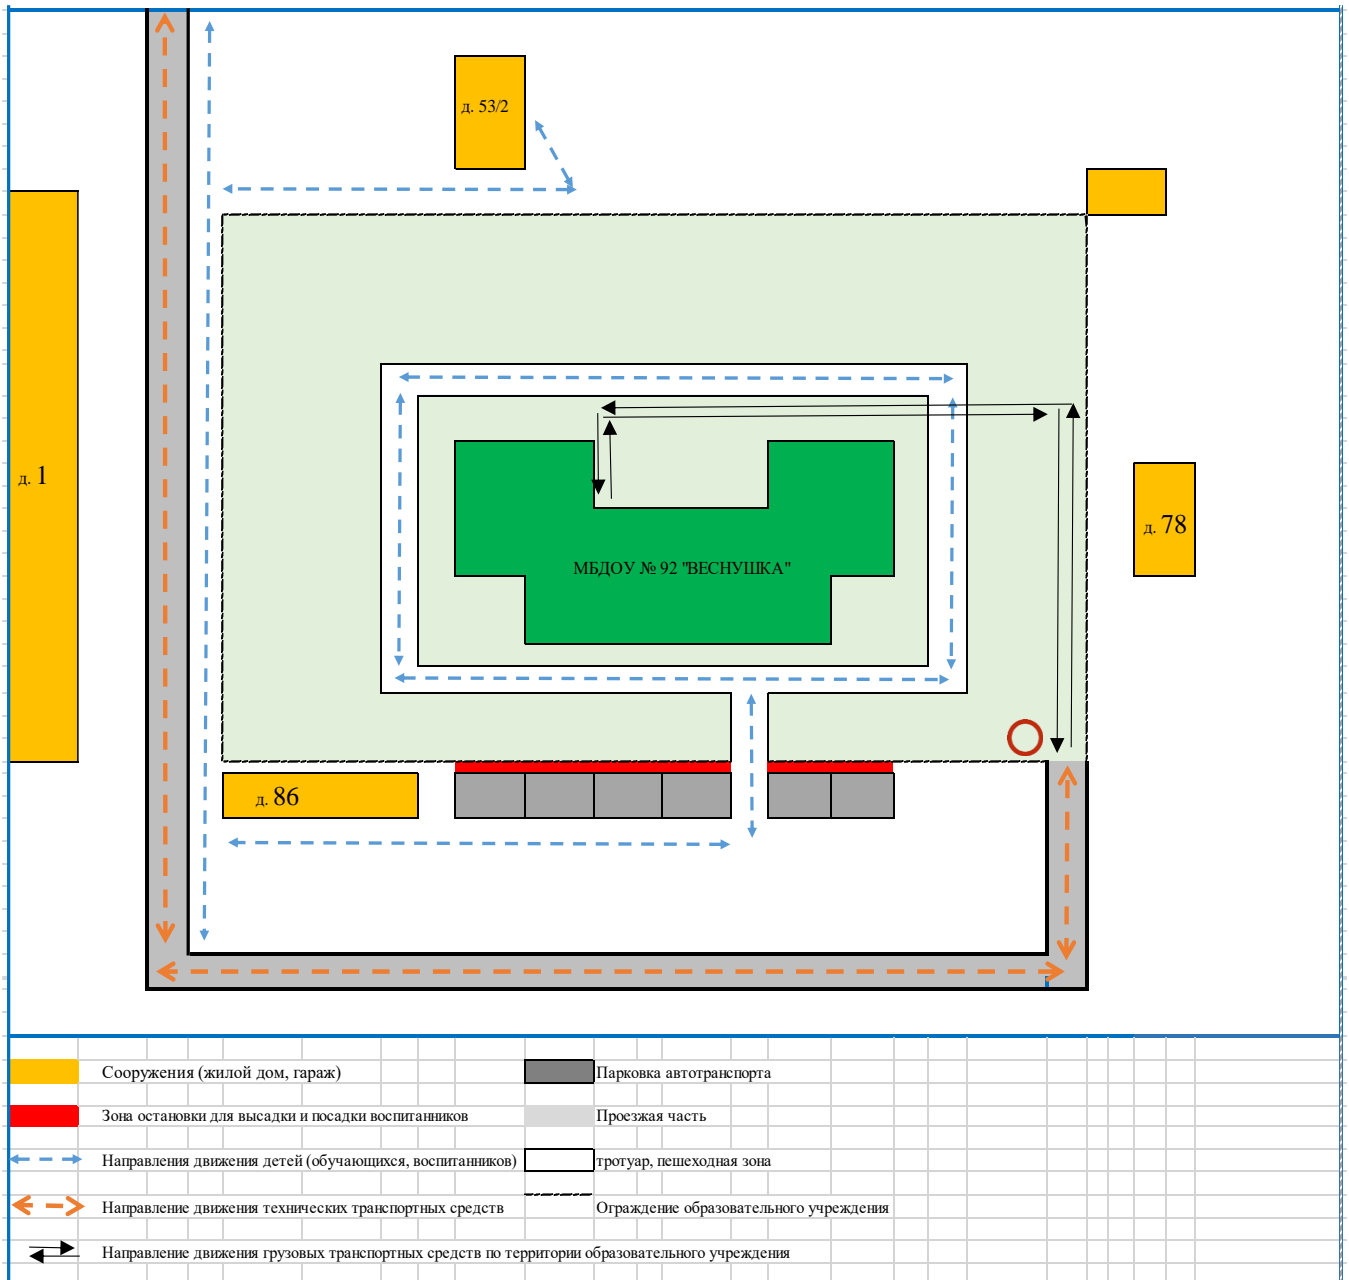 д. 53/2
д. 1
д. 78
МБДОУ № 92 "ВЕСНУШКА"
д. 86
Сооружения (жилой дом, гараж)
Парковка автотранспорта
Зона остановки для высадки и посадки воспитанников
Проезжая часть
Направления движения детей (обучающихся, воспитанников)
тротуар, пешеходная зона
Направление движения технических транспортных средств
Ограждение образовательного учреждения
Направление движения грузовых транспортных средств по территории образовательного учреждения